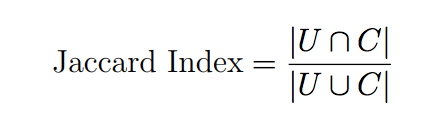 Jaccard Index = |U ∩ C| / |U ∪ C|